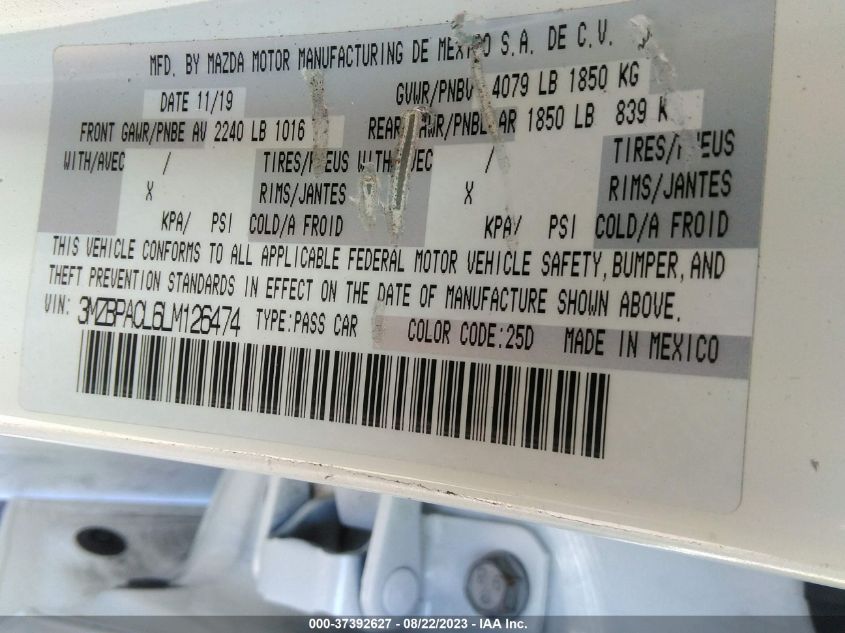 MFD. BY MAZDA MOTOR MANUFACTURING DE MEXICO S.A. DE C.V.
DATE 11/19 GVWR/PNBV 4079 LB 1850 KG
FRONT GAWR/PNBE AV 2240 LB 1016 REAR GAWR/PNBE AR 1850 LB 839 K
WITH/AVEC / TIRES/PNEUS WITH/AVEC / TIRES/PNEUS
X RIMS/JANTES X RIMS/JANTES
KPA/ PSI COLD/A FROID KPA/ PSI COLD/A FROID
THIS VEHICLE CONFORMS TO ALL APPLICABLE FEDERAL MOTOR VEHICLE SAFETY, BUMPER, AND
THEFT PREVENTION STANDARDS IN EFFECT ON THE DATE OF MANUFACTURE SHOWN ABOVE.
VIN: 3MZBPACL6LM126474 TYPE:PASS CAR COLOR CODE:25D MADE IN MEXICO
000-37392627 - 08/22/2023 - IAA Inc.